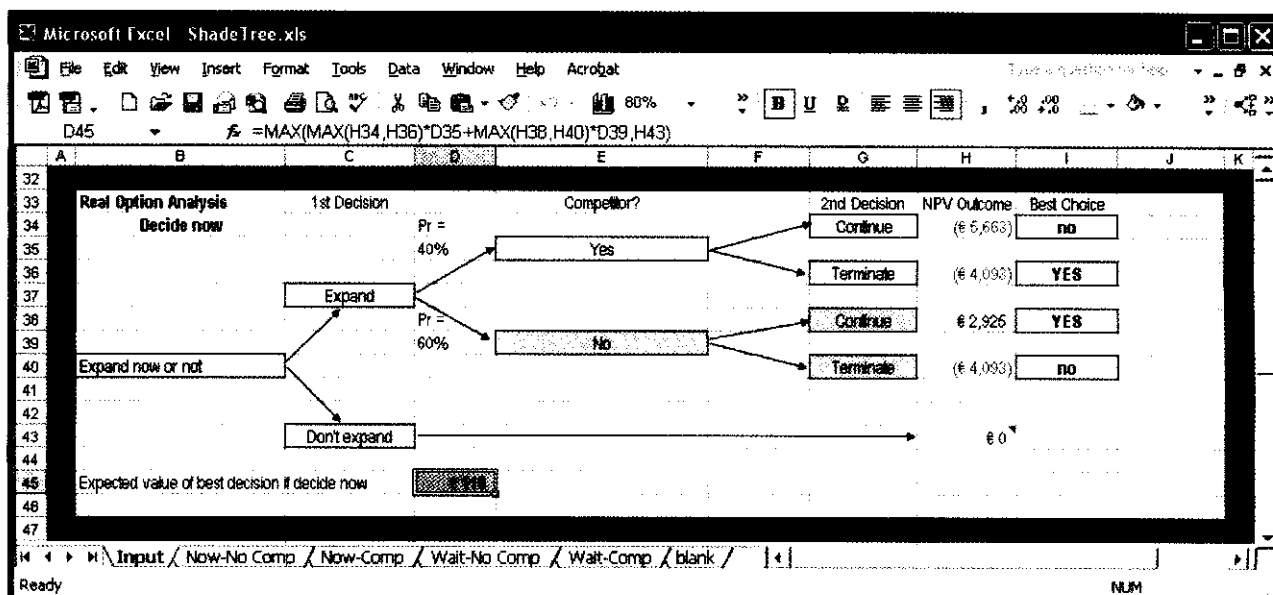 Microsoft Excel ShadeTree.xls
File Edit View Insert Format Tools Data Window Help Acrobat
80% B U
D45 fx =MAX(MAX(H34,H36)*D35+MAX(H38,H40)*D39,H43)
A B C D E F G H I J K
32
33 Real Option Analysis 1st Decision Competitor? 2nd Decision NPV Outcome Best Choice
34 Decide now Pr = Continue no
35 40% Yes
36 Terminate (€ 4,093) YES
37 Expand
38 Pr = Continue € 2,925 YES
39 60% No
40 Expand now or not Terminate (€ 4,093) no
41
42
43 Don't expand € 0
44
45 Expected value of best decision if decide now
46
47
Input Now-No Comp Now-Comp Wait-No Comp Wait-Comp blank
Ready NUM